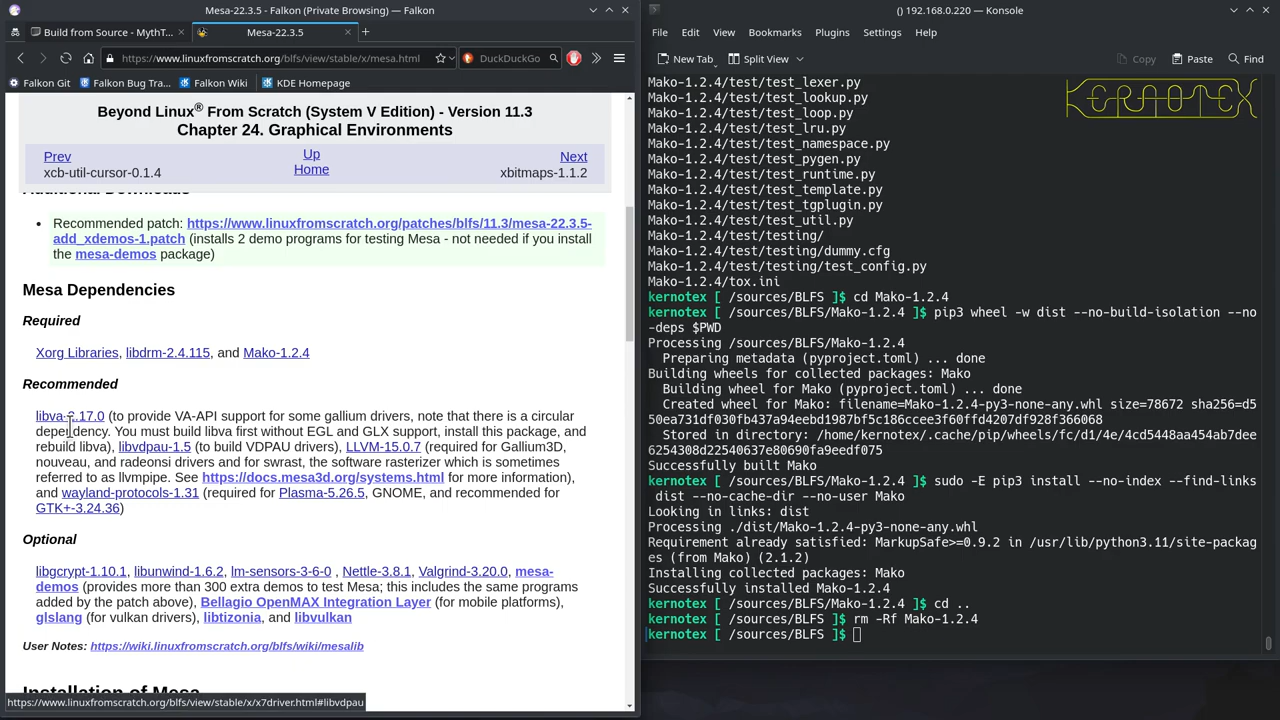 Mesa-22.3.5 - Falkon (Private Browsing) — Falkon
() 192.168.0.220 — Konsole
Build from Source - MythT...
Mesa-22.3.5
File Edit View Bookmarks Plugins Settings Help
https://www.linuxfromscratch.org/blfs/view/stable/x/mesa.html
DuckDuckGo
New Tab
Split View
Copy
Paste
Find
Falkon Git
Falkon Bug Tra...
Falkon Wiki
KDE Homepage
Beyond Linux® From Scratch (System V Edition) - Version 11.3
Chapter 24. Graphical Environments
Prev
Up
Next
xcb-util-cursor-0.1.4
Home
xbitmaps-1.1.2
Additional Downloads
• Recommended patch: https://www.linuxfromscratch.org/patches/blfs/11.3/mesa-22.3.5-
add_xdemos-1.patch (installs 2 demo programs for testing Mesa - not needed if you install
the mesa-demos package)
Mesa Dependencies
Required
Xorg Libraries, libdrm-2.4.115, and Mako-1.2.4
Recommended
libva-2.17.0 (to provide VA-API support for some gallium drivers, note that there is a circular
dependency. You must build libva first without EGL and GLX support, install this package, and
rebuild libva), libvdpau-1.5 (to build VDPAU drivers), LLVM-15.0.7 (required for Gallium3D,
nouveau, and radeonsi drivers and for swrast, the software rasterizer which is sometimes
referred to as llvmpipe. See https://docs.mesa3d.org/systems.html for more information),
and wayland-protocols-1.31 (required for Plasma-5.26.5, GNOME, and recommended for
GTK+-3.24.36)
Optional
libgcrypt-1.10.1, libunwind-1.6.2, lm-sensors-3-6-0 , Nettle-3.8.1, Valgrind-3.20.0, mesa-
demos (provides more than 300 extra demos to test Mesa; this includes the same programs
added by the patch above), Bellagio OpenMAX Integration Layer (for mobile platforms),
glslang (for vulkan drivers), libtizonia, and libvulkan
User Notes: https://wiki.linuxfromscratch.org/blfs/wiki/mesalib
Installation of Mesa
https://www.linuxfromscratch.org/blfs/view/stable/x/x7driver.html#libvdpau
KERNOTEX
Mako-1.2.4/test/test_lexer.py
Mako-1.2.4/test/test_lookup.py
Mako-1.2.4/test/test_loop.py
Mako-1.2.4/test/test_lru.py
Mako-1.2.4/test/test_namespace.py
Mako-1.2.4/test/test_pygen.py
Mako-1.2.4/test/test_runtime.py
Mako-1.2.4/test/test_template.py
Mako-1.2.4/test/test_tgplugin.py
Mako-1.2.4/test/test_util.py
Mako-1.2.4/test/testing/
Mako-1.2.4/test/testing/dummy.cfg
Mako-1.2.4/test/testing/test_config.py
Mako-1.2.4/tox.ini
kernotex [ /sources/BLFS ]$ cd Mako-1.2.4
kernotex [ /sources/BLFS/Mako-1.2.4 ]$ pip3 wheel -w dist --no-build-isolation --no
-deps $PWD
Processing /sources/BLFS/Mako-1.2.4
Preparing metadata (pyproject.toml) ... done
Building wheels for collected packages: Mako
Building wheel for Mako (pyproject.toml) ... done
Created wheel for Mako: filename=Mako-1.2.4-py3-none-any.whl size=78672 sha256=d5
50ea731df030fb437a94eebd1987bf5c186ccee3f60ffd4207df928f366068
Stored in directory: /home/kernotex/.cache/pip/wheels/fc/d1/4e/4cd5448aa454ab7dee
6254308d22540637e80690fa9eedf075
Successfully built Mako
kernotex [ /sources/BLFS/Mako-1.2.4 ]$ sudo -E pip3 install --no-index --find-links
dist --no-cache-dir --no-user Mako
Looking in links: dist
Processing ./dist/Mako-1.2.4-py3-none-any.whl
Requirement already satisfied: MarkupSafe>=0.9.2 in /usr/lib/python3.11/site-packag
es (from Mako) (2.1.2)
Installing collected packages: Mako
Successfully installed Mako-1.2.4
kernotex [ /sources/BLFS/Mako-1.2.4 ]$ cd ..
kernotex [ /sources/BLFS ]$ rm -Rf Mako-1.2.4
kernotex [ /sources/BLFS ]$